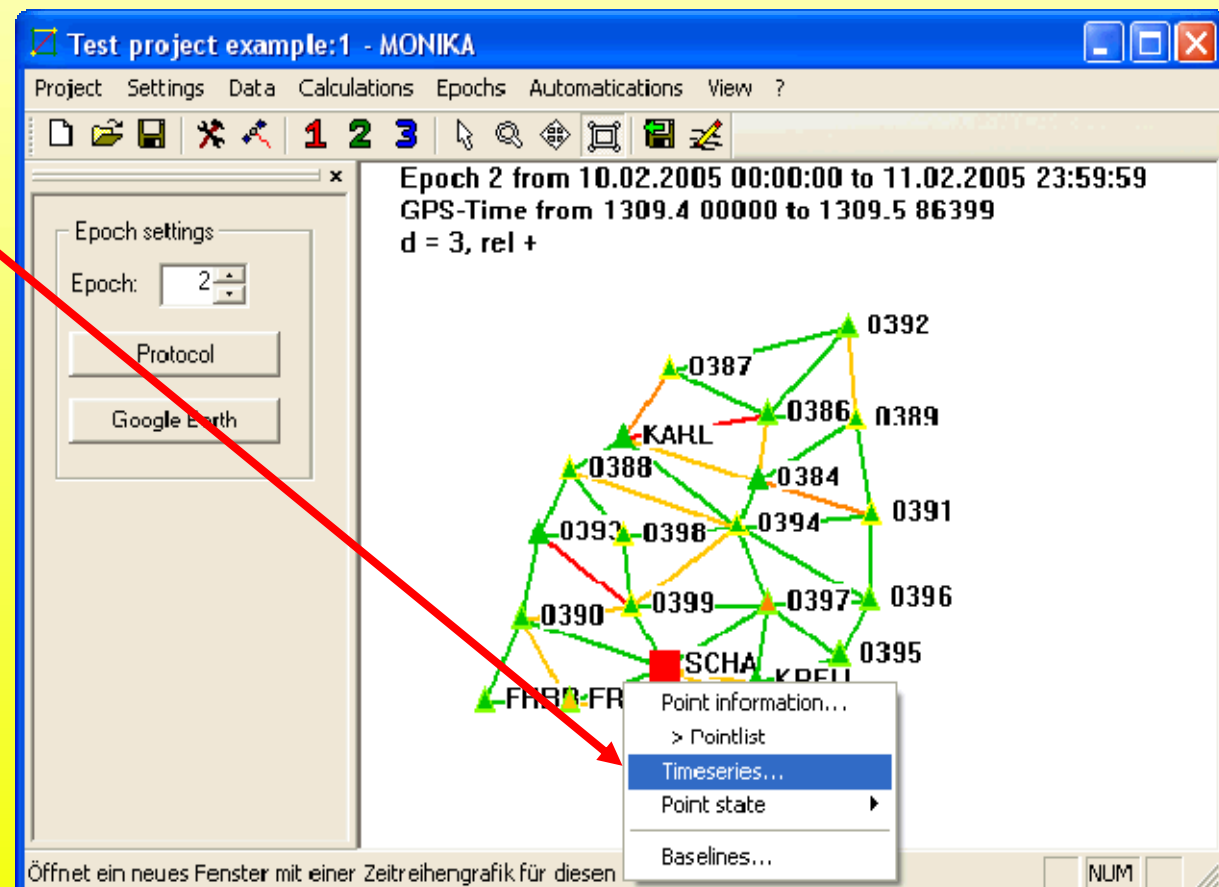 Test project example:1 - MONIKA
Project Settings Data Calculations Epochs Automatications View ?
1 2 3
x
Epoch 2 from 10.02.2005 00:00:00 to 11.02.2005 23:59:59
GPS-Time from 1309.4 00000 to 1309.5 86399
d = 3, rel +
Epoch settings
Epoch: 2
Protocol
Google Earth
0392
0387
0386 0389
KARL
0388 0384
0391
0393 0398 0394
0390 0399 0397 0396
SCHA 0395
FR
Point information...
> Pointlist
Timeseries...
Point state
Baselines...
Öffnet ein neues Fenster mit einer Zeitreihengrafik für diesen NUM